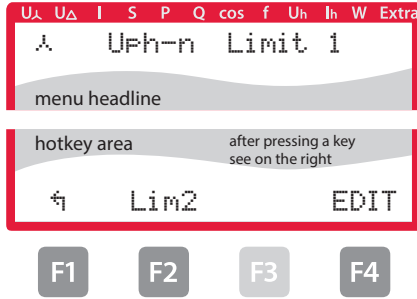 U⅄ U∆ I S P Q cos f Uh Ih W Extra
⅄ Uph-n Limit 1
menu headline
hotkey area
after pressing a key
see on the right
↰ Lim2 EDIT
F1 F2 F3 F4